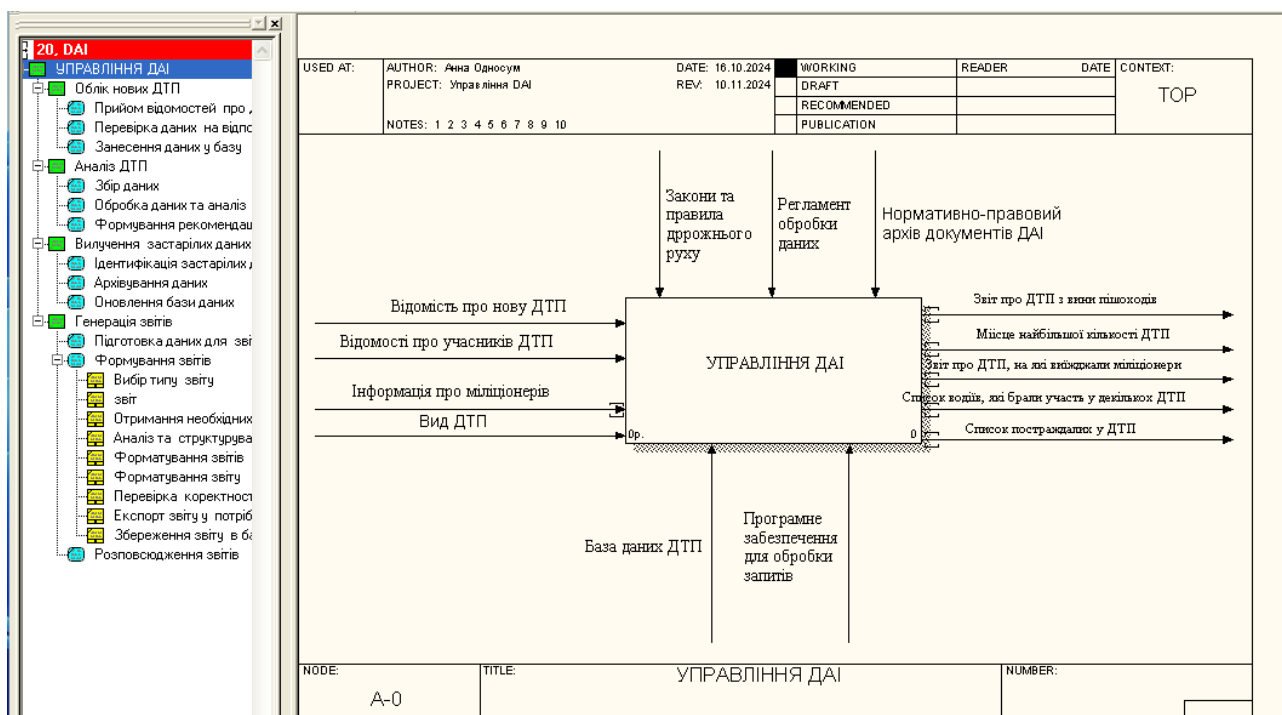 20, DAI
УПРАВЛІННЯ ДАІ
Облік нових ДТП
Прийом відомостей про
Перевірка даних на відпо
Занесення даних у базу
Аналіз ДТП
Збір даних
Обробка даних та аналіз
Формування рекомендац
Вилучення застарілих даних
Ідентифікація застарілих
Архівування даних
Оновлення бази даних
Генерація звітів
Підготовка даних для зві
Формування звітів
Вибір типу звіту
звіт
Отримання необхідних
Аналіз та структурува
Форматування звітів
Форматування звіту
Перевірка коректност
Експорт звіту у потріб
Збереження звіту в ба
Розповсюдження звітів
USED AT:
AUTHOR: Анна Односум
DATE: 16.10.2024
PROJECT: Управління DAI
REV: 10.11.2024
NOTES: 1 2 3 4 5 6 7 8 9 10
WORKING
DRAFT
RECOMMENDED
PUBLICATION
READER
DATE
CONTEXT:
TOP
Закони та
правила
дррожнього
руху
Регламент
обробки
даних
Нормативно-правовий
архів документів ДАІ
Відомість про нову ДТП
Відомості про учасників ДТП
Інформація про міліціонерів
Вид ДТП
УПРАВЛІННЯ ДАІ
0р.
0
Звіт про ДТП з вини пішоходів
Міісце найбільшої кількості ДТП
Звіт про ДТП, на які виїжджали міліціонери
Список водіїв, які брали участь у декількох ДТП
Список постраждалих у ДТП
База даних ДТП
Програмне
забезпечення
для обробки
запитів
NODE:
A-0
TITLE:
УПРАВЛІННЯ ДАІ
NUMBER: